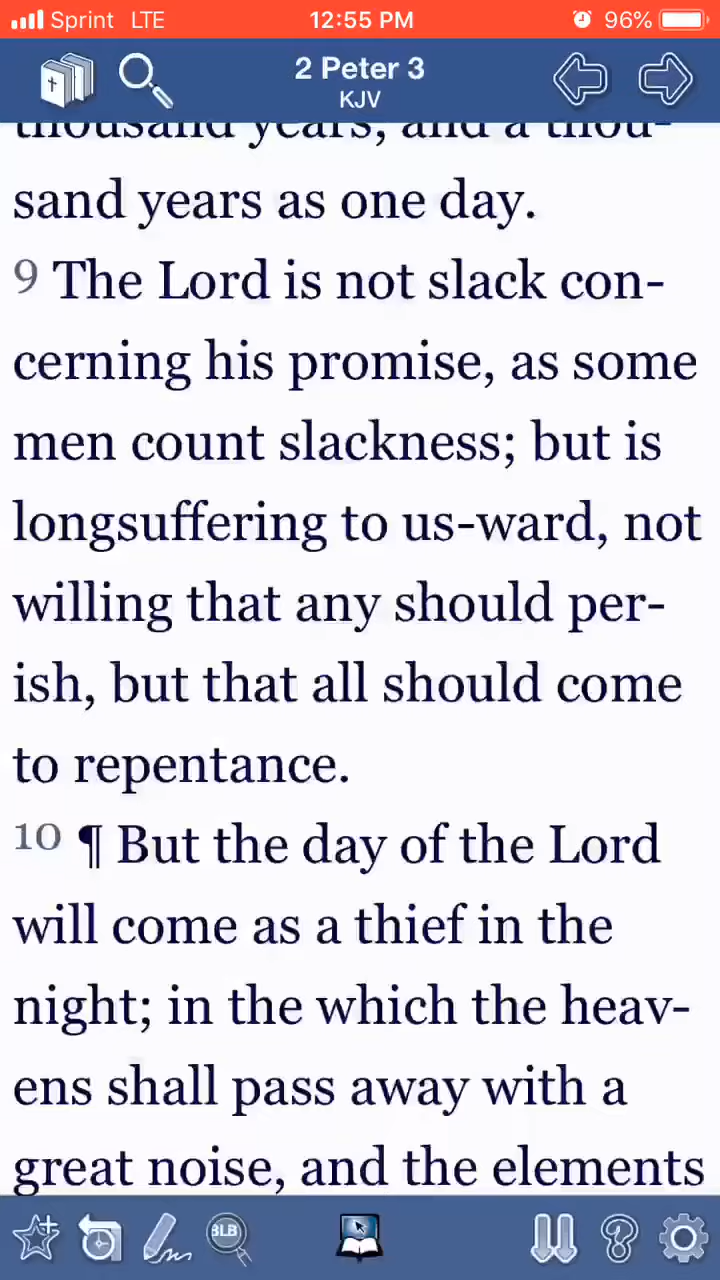 Sprint LTE 12:55 PM 96%
2 Peter 3
KJV
thousand years, and a thou-
sand years as one day.
9 The Lord is not slack con-
cerning his promise, as some
men count slackness; but is
longsuffering to us-ward, not
willing that any should per-
ish, but that all should come
to repentance.
10 ¶ But the day of the Lord
will come as a thief in the
night; in the which the heav-
ens shall pass away with a
great noise, and the elements
BLB